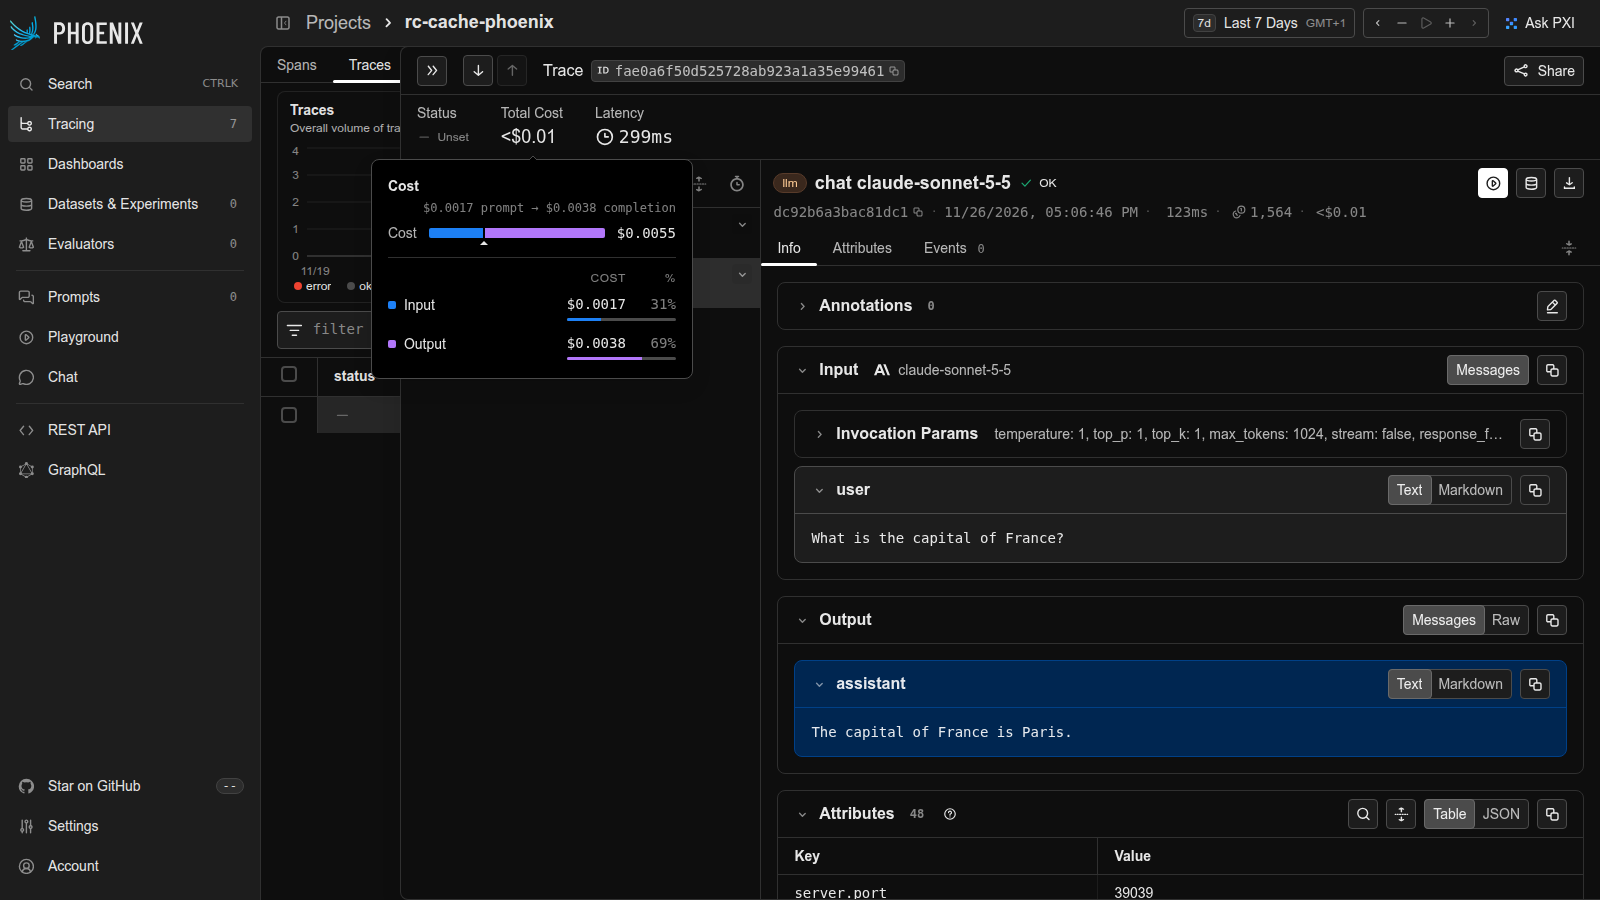 PHOENIX
Projects > rc-cache-phoenix
7d Last 7 Days GMT+1
Ask PXI
Search CTRLK
Tracing 7
Dashboards
Datasets & Experiments 0
Evaluators 0
Prompts 0
Playground
Chat
REST API
GraphQL
Star on GitHub --
Settings
Account
Spans Traces
Traces
Overall volume of tra
4
3
2
1
0
11/19
error ok
filter
status
—
Trace ID fae0a6f50d525728ab923a1a35e99461
Share
Status Total Cost Latency
— Unset <$0.01 299ms
Cost
$0.0017 prompt → $0.0038 completion
Cost $0.0055
COST %
Input $0.0017 31%
Output $0.0038 69%
llm chat claude-sonnet-5-5 OK
dc92b6a3bac81dc1 · 11/26/2026, 05:06:46 PM · 123ms · 1,564 · <$0.01
Info Attributes Events 0
Annotations 0
Input claude-sonnet-5-5 Messages
Invocation Params temperature: 1, top_p: 1, top_k: 1, max_tokens: 1024, stream: false, response_f...
user Text Markdown
What is the capital of France?
Output Messages Raw
assistant Text Markdown
The capital of France is Paris.
Attributes 48 Table JSON
Key Value
server.port 39039